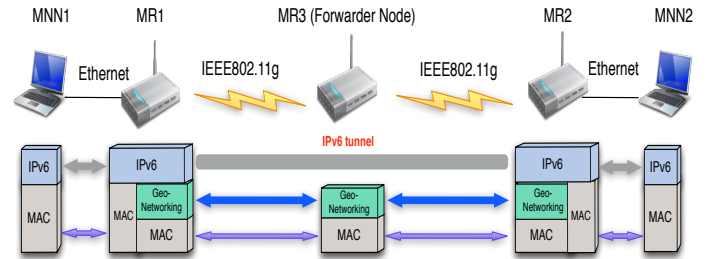 MNN1
MR1
MR3 (Forwarder Node)
MR2
MNN2
Ethernet
IEEE802.11g
IEEE802.11g
Ethernet
IPv6 tunnel
IPv6
IPv6
IPv6
IPv6
MAC
MAC
Geo-
Networking
MAC
Geo-
Networking
MAC
Geo-
Networking
MAC
MAC
MAC